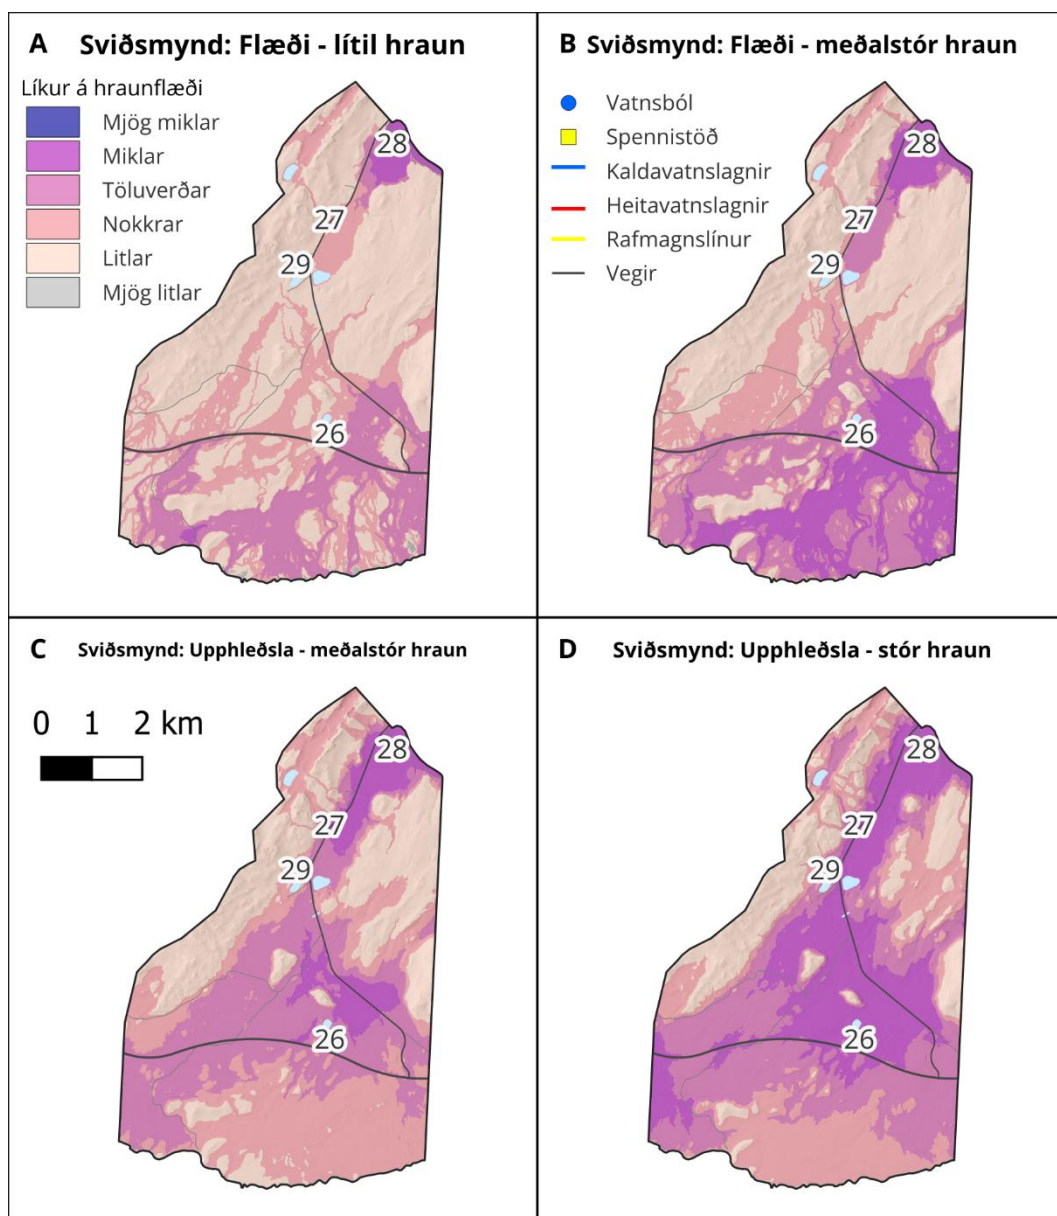 A Sviðsmynd: Flæði - lítil hraun
Líkur á hraunflæði
Mjög miklar
Miklar
Töluverðar
Nokkrar
Litlar
Mjög litlar
28
27
29
26
B Sviðsmynd: Flæði - meðalstór hraun
Vatnsból
Spennistöð
Kaldavatnslagnir
Heitavatnslagnir
Rafmagnslínur
Vegir
28
27
29
26
C Sviðsmynd: Upphleðsla - meðalstór hraun
0 1 2 km
28
27
29
26
D Sviðsmynd: Upphleðsla - stór hraun
28
27
29
26